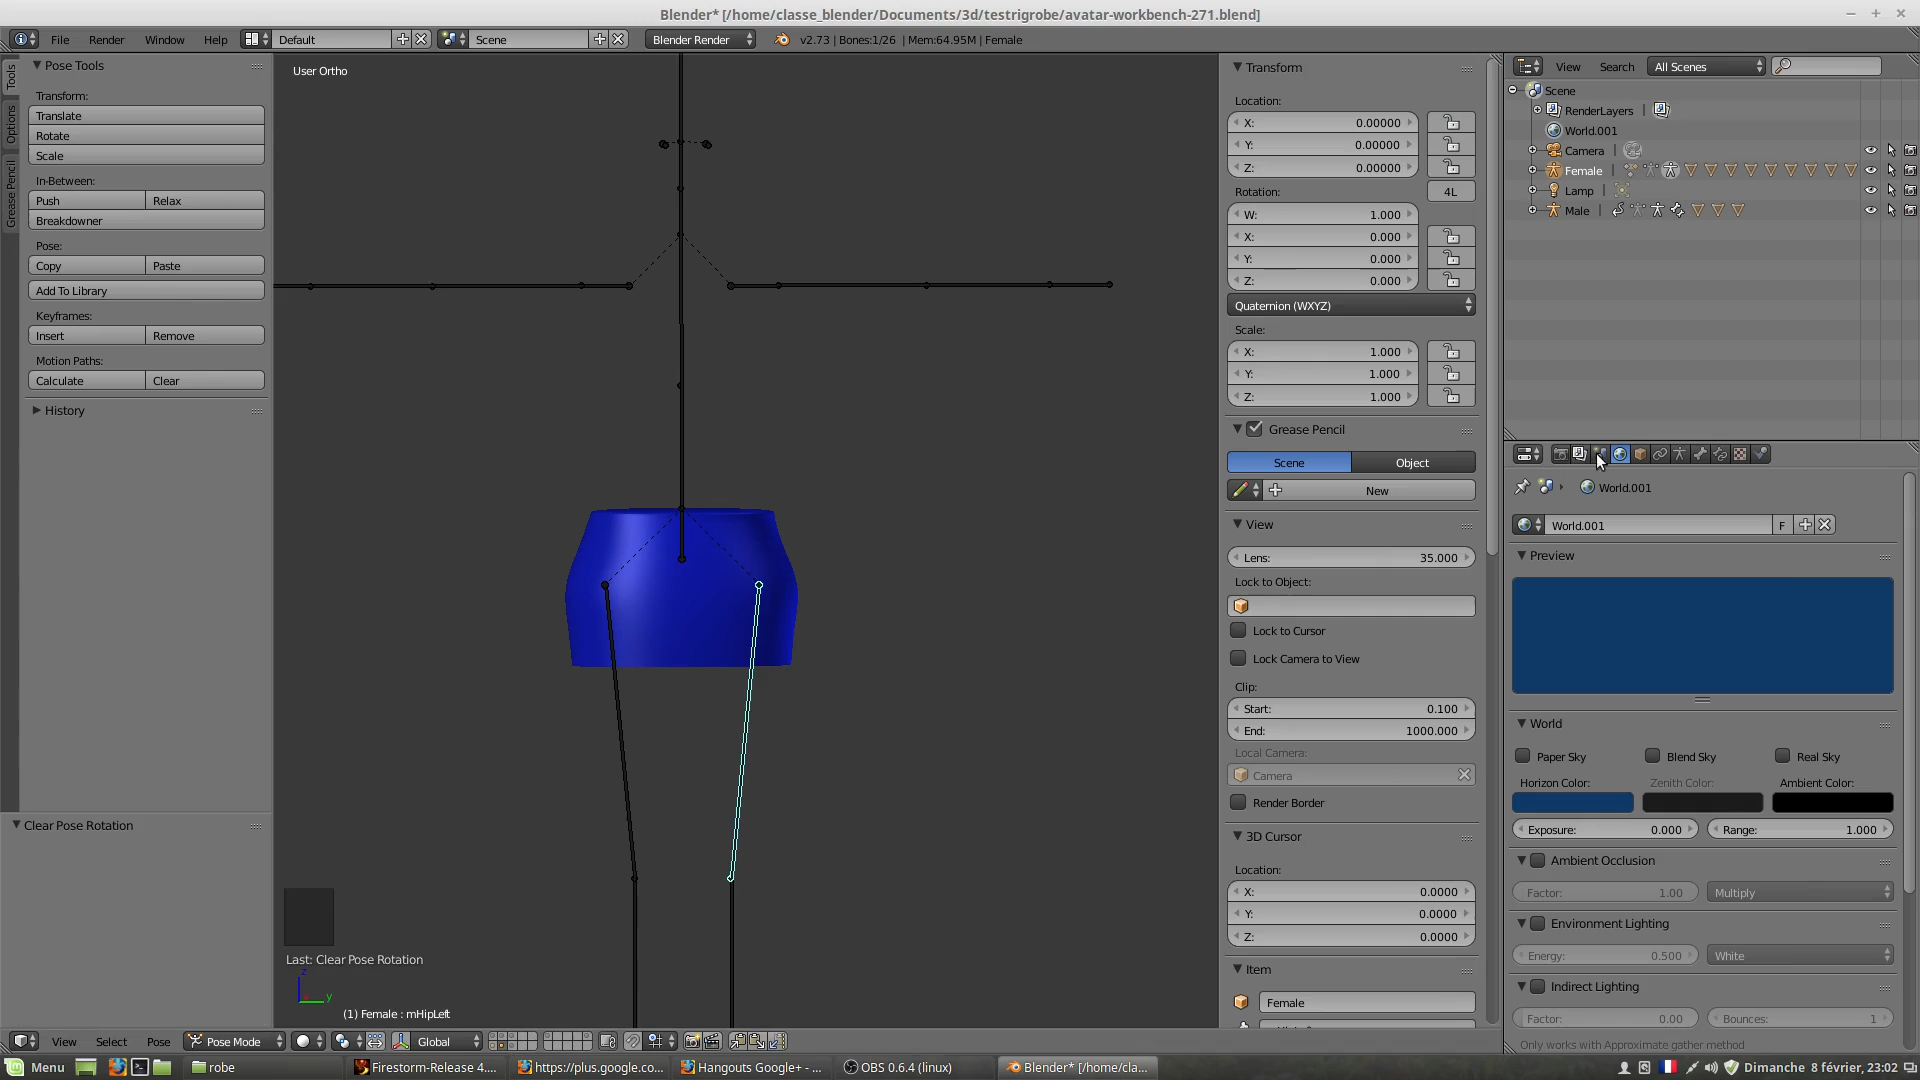 Blender* [/home/classe_blender/Documents/3d/testrigrobe/avatar-workbench-271.blend]
File Render Window Help Default Scene Blender Render v2.73 | Bones:1/26 | Mem:64.95M | Female
Tools
Options
Grease Pencil
Pose Tools
Transform:
Translate
Rotate
Scale
In-Between:
Push Relax
Breakdowner
Pose:
Copy Paste
Add To Library
Keyframes:
Insert Remove
Motion Paths:
Calculate Clear
History
Clear Pose Rotation
User Ortho
Last: Clear Pose Rotation
z
y
(1) Female : mHipLeft
View Select Pose Pose Mode Global
Transform
Location:
X: 0.00000
Y: 0.00000
Z: 0.00000
Rotation: 4L
W: 1.000
X: 0.000
Y: 0.000
Z: 0.000
Quaternion (WXYZ)
Scale:
X: 1.000
Y: 1.000
Z: 1.000
Grease Pencil
Scene Object
New
View
Lens: 35.000
Lock to Object:
Lock to Cursor
Lock Camera to View
Clip:
Start: 0.100
End: 1000.000
Local Camera:
Camera
Render Border
3D Cursor
Location:
X: 0.0000
Y: 0.0000
Z: 0.0000
Item
Female
View Search All Scenes
Scene
RenderLayers |
World.001
Camera |
Female |
Lamp |
Male |
World.001
World.001 F
Preview
World
Paper Sky Blend Sky Real Sky
Horizon Color: Zenith Color: Ambient Color:
Exposure: 0.000 Range: 1.000
Ambient Occlusion
Factor: 1.00 Multiply
Environment Lighting
Energy: 0.500 White
Indirect Lighting
Factor: 0.00 Bounces: 1
Only works with Approximate gather method
Menu robe Firestorm-Release 4.... https://plus.google.co... Hangouts Google+ - ... OBS 0.6.4 (linux) Blender* [/home/cla... Dimanche 8 février, 23:02